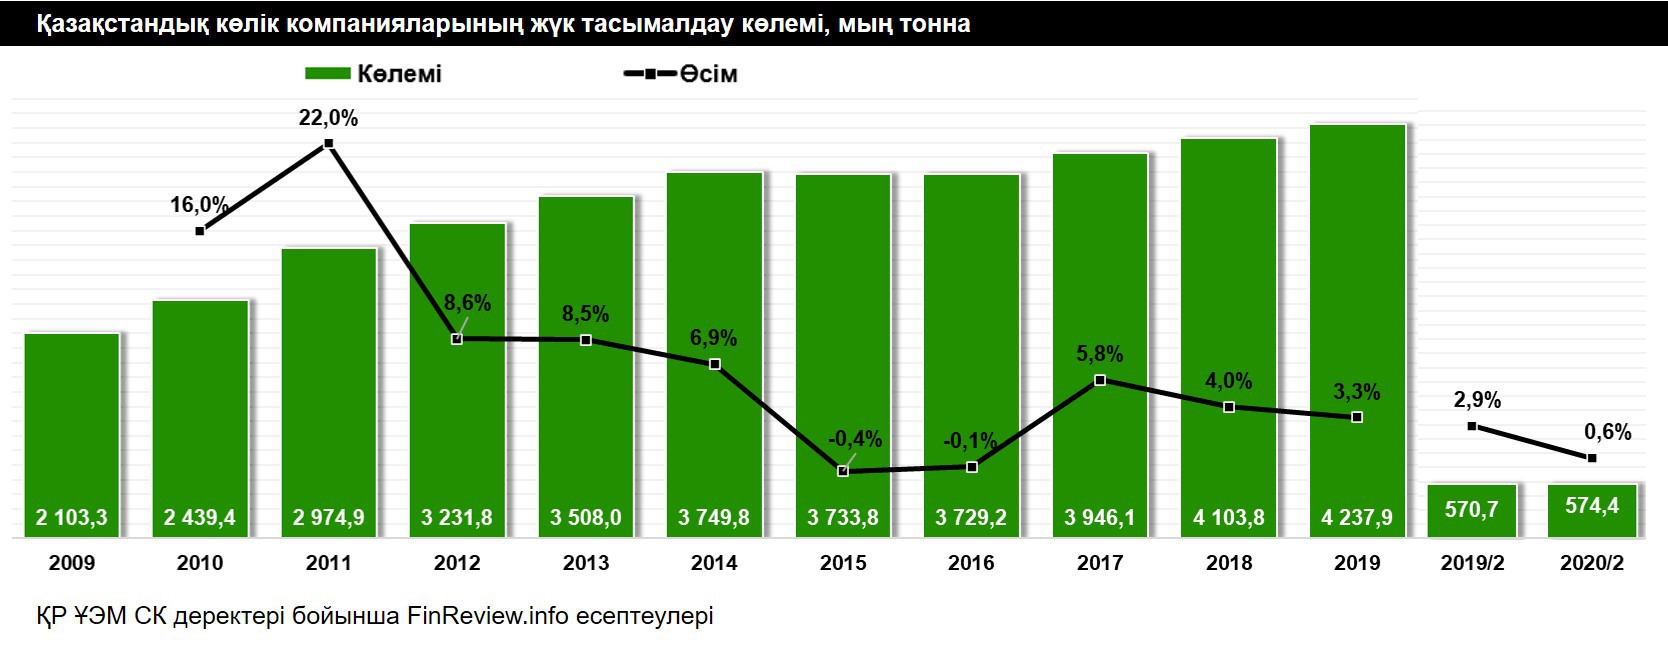 Қазақстандық көлік компанияларының жүк тасымалдау көлемі, мың тонна
Көлемі Өсім
22,0%
16,0%
8,6% 8,5% 6,9% -0,4% -0,1% 5,8% 4,0% 3,3% 2,9% 0,6%
2 103,3 2 439,4 2 974,9 3 231,8 3 508,0 3 749,8 3 733,8 3 729,2 3 946,1 4 103,8 4 237,9 570,7 574,4
2009 2010 2011 2012 2013 2014 2015 2016 2017 2018 2019 2019/2 2020/2
ҚР ҰЭМ СК деректері бойынша FinReview.info есептеулері